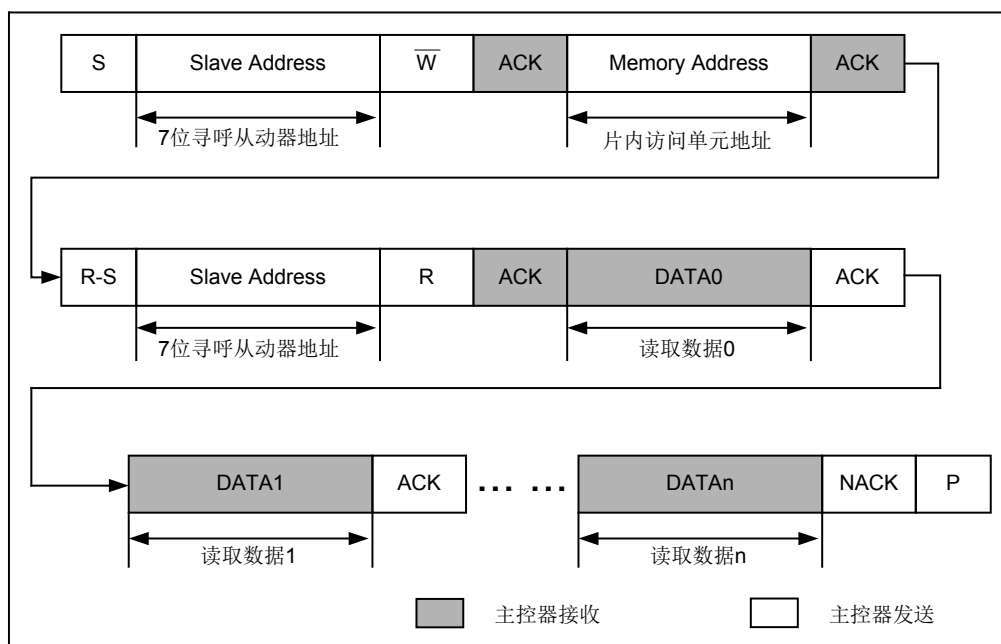 S Slave Address W̅ ACK Memory Address ACK
7位寻呼从动器地址 片内访问单元地址
R-S Slave Address R ACK DATA0 ACK
7位寻呼从动器地址 读取数据0
DATA1 ACK ... ... DATAn NACK P
读取数据1 读取数据n
主控器接收 主控器发送